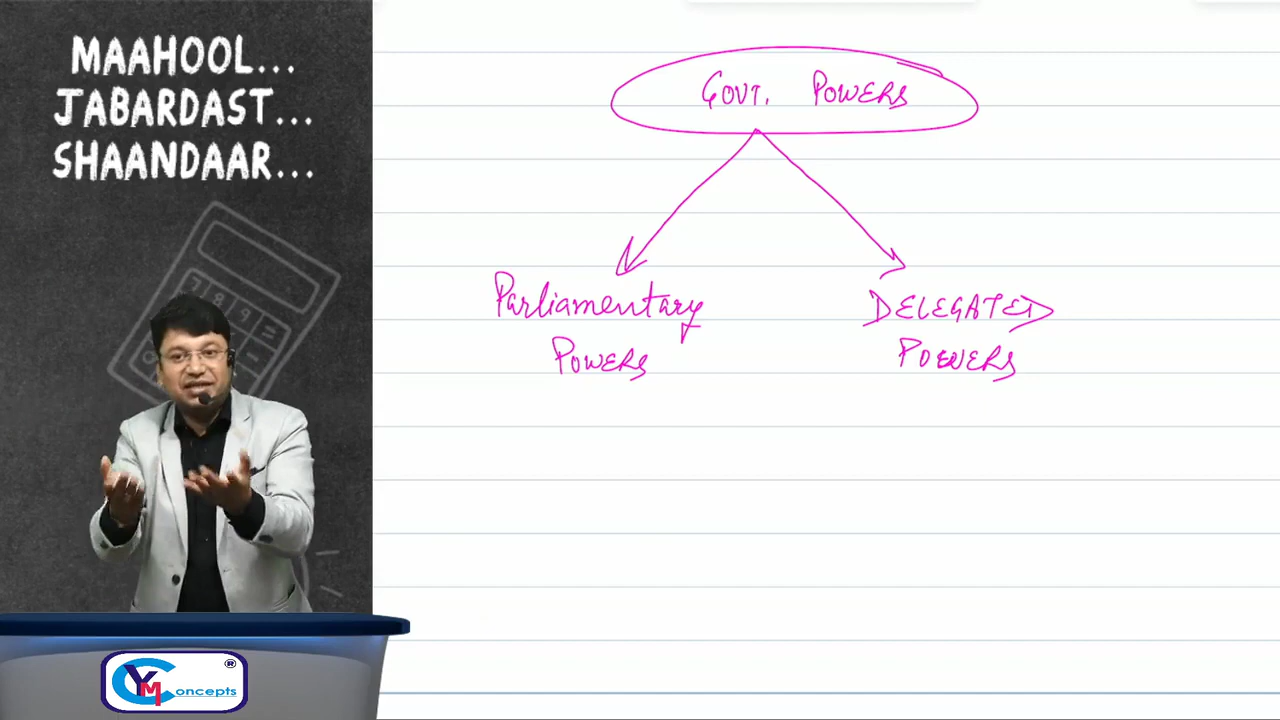 MAAHOOL...
JABARDAST...
SHAANDAAR...
GOVT. POWERS
Parliamentary
POWERS
DELEGATED
POWERS
YM Concepts ®